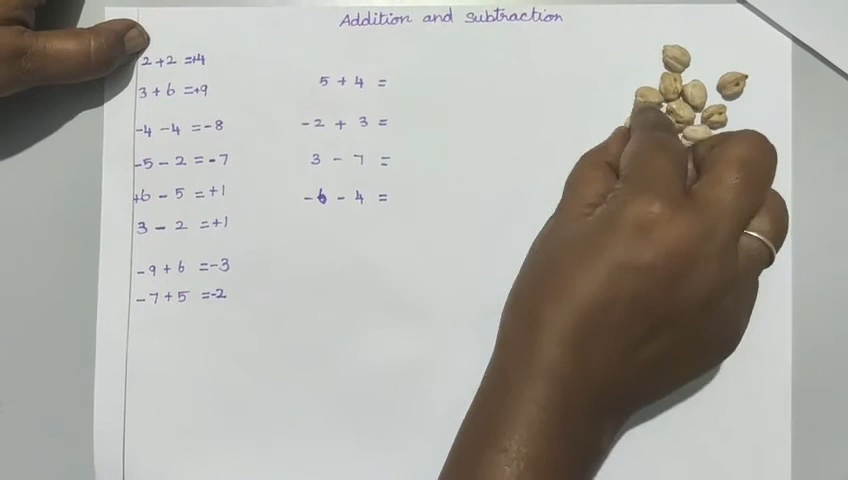 Addition and subtraction
2 + 2 = +4
3 + 6 = +9
-4 - 4 = -8
-5 - 2 = -7
+6 - 5 = +1
3 - 2 = +1
-9 + 6 = -3
-7 + 5 = -2
5 + 4 =
-2 + 3 =
3 - 7 =
-6 - 4 =